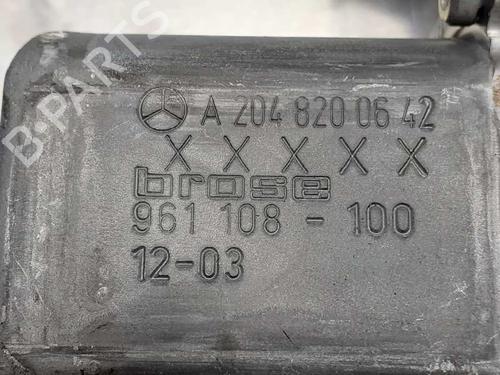 B-PARTS
A 204 820 06 42
X X X X X
brose
961 108 - 100
12-03